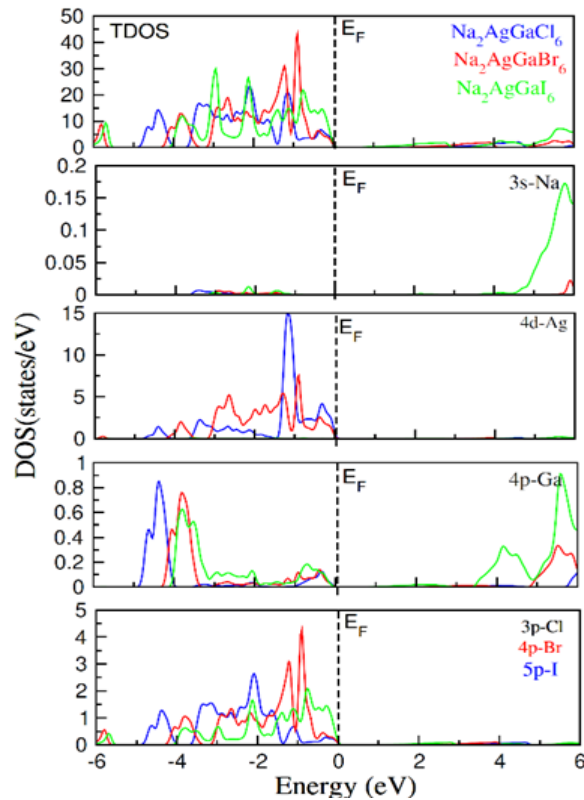 TDOS
E_F
Na₂AgGaCl₆
Na₂AgGaBr₆
Na₂AgGaI₆
50
40
30
20
10
0
0.2
0.15
0.1
0.05
0
E_F
3s-Na
15
10
5
0
E_F
4d-Ag
1
0.8
0.6
0.4
0.2
0
E_F
4p-Ga
5
4
3
2
1
0
E_F
3p-Cl
4p-Br
5p-I
-6 -4 -2 0 2 4 6
Energy (eV)
DOS(states/eV)